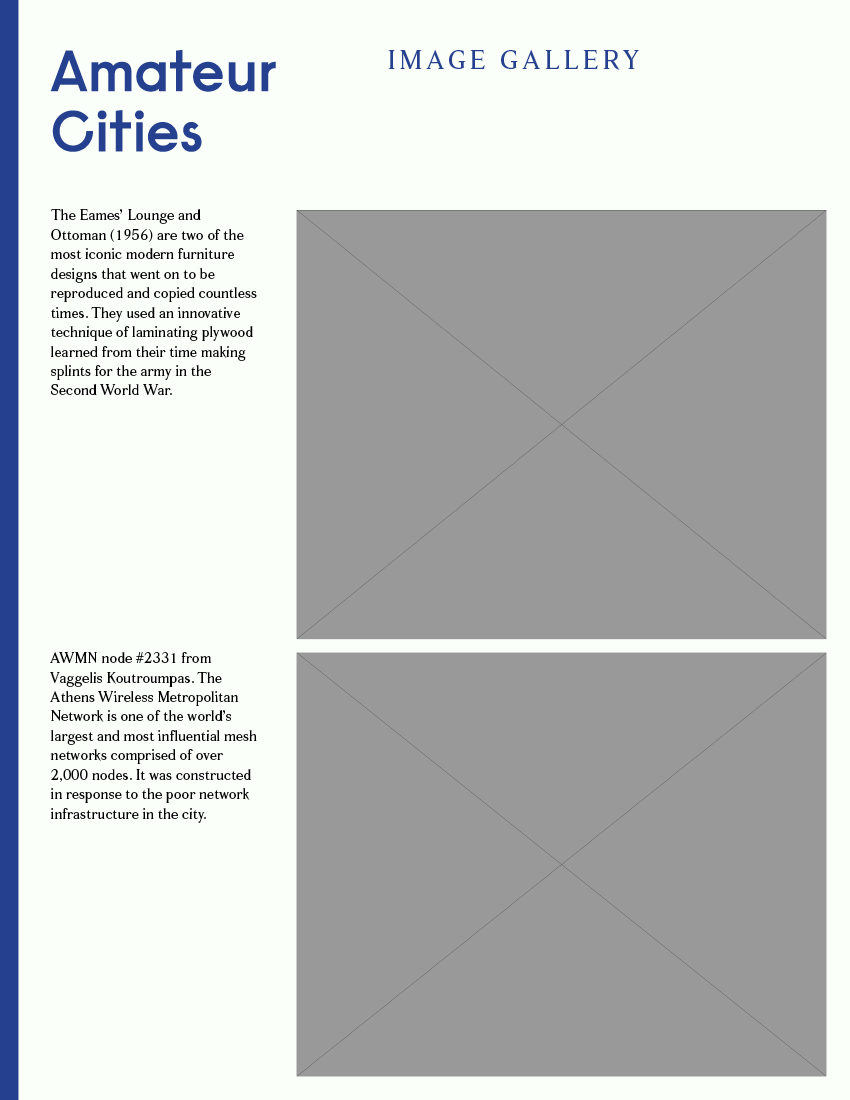 Amateur
Cities
IMAGE GALLERY
The Eames’ Lounge and
Ottoman (1956) are two of the
most iconic modern furniture
designs that went on to be
reproduced and copied countless
times. They used an innovative
technique of laminating plywood
learned from their time making
splints for the army in the
Second World War.
AWMN node #2331 from
Vaggelis Koutroumpas. The
Athens Wireless Metropolitan
Network is one of the world’s
largest and most influential mesh
networks comprised of over
2,000 nodes. It was constructed
in response to the poor network
infrastructure in the city.